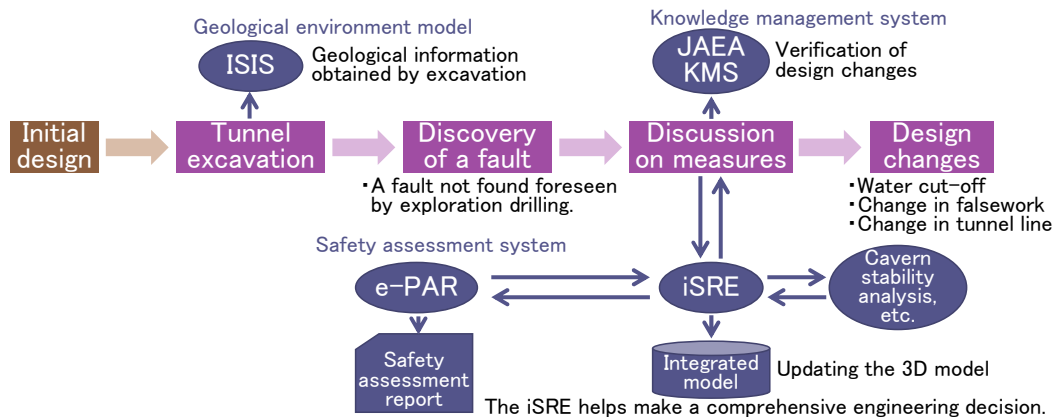 Geological environment model
Knowledge management system
ISIS
Geological information
obtained by excavation
JAEA
KMS
Verification of
design changes
Initial
design
Tunnel
excavation
Discovery
of a fault
Discussion
on measures
Design
changes
・A fault not found foreseen
by exploration drilling.
・Water cut-off
・Change in falsework
・Change in tunnel line
Safety assessment system
e-PAR
iSRE
Cavern
stability
analysis,
etc.
Safety
assessment
report
Integrated
model
Updating the 3D model
The iSRE helps make a comprehensive engineering decision.